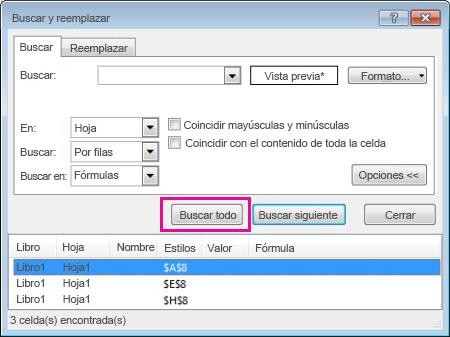 Buscar y reemplazar
Buscar Reemplazar
Buscar: Vista previa* Formato...
En: Hoja Coincidir mayúsculas y minúsculas
Buscar: Por filas Coincidir con el contenido de toda la celda
Buscar en: Fórmulas Opciones <<
Buscar todo Buscar siguiente Cerrar
Libro Hoja Nombre Estilos Valor Fórmula
Libro1 Hoja1 $A$8
Libro1 Hoja1 $E$8
Libro1 Hoja1 $H$8
3 celda(s) encontrada(s)